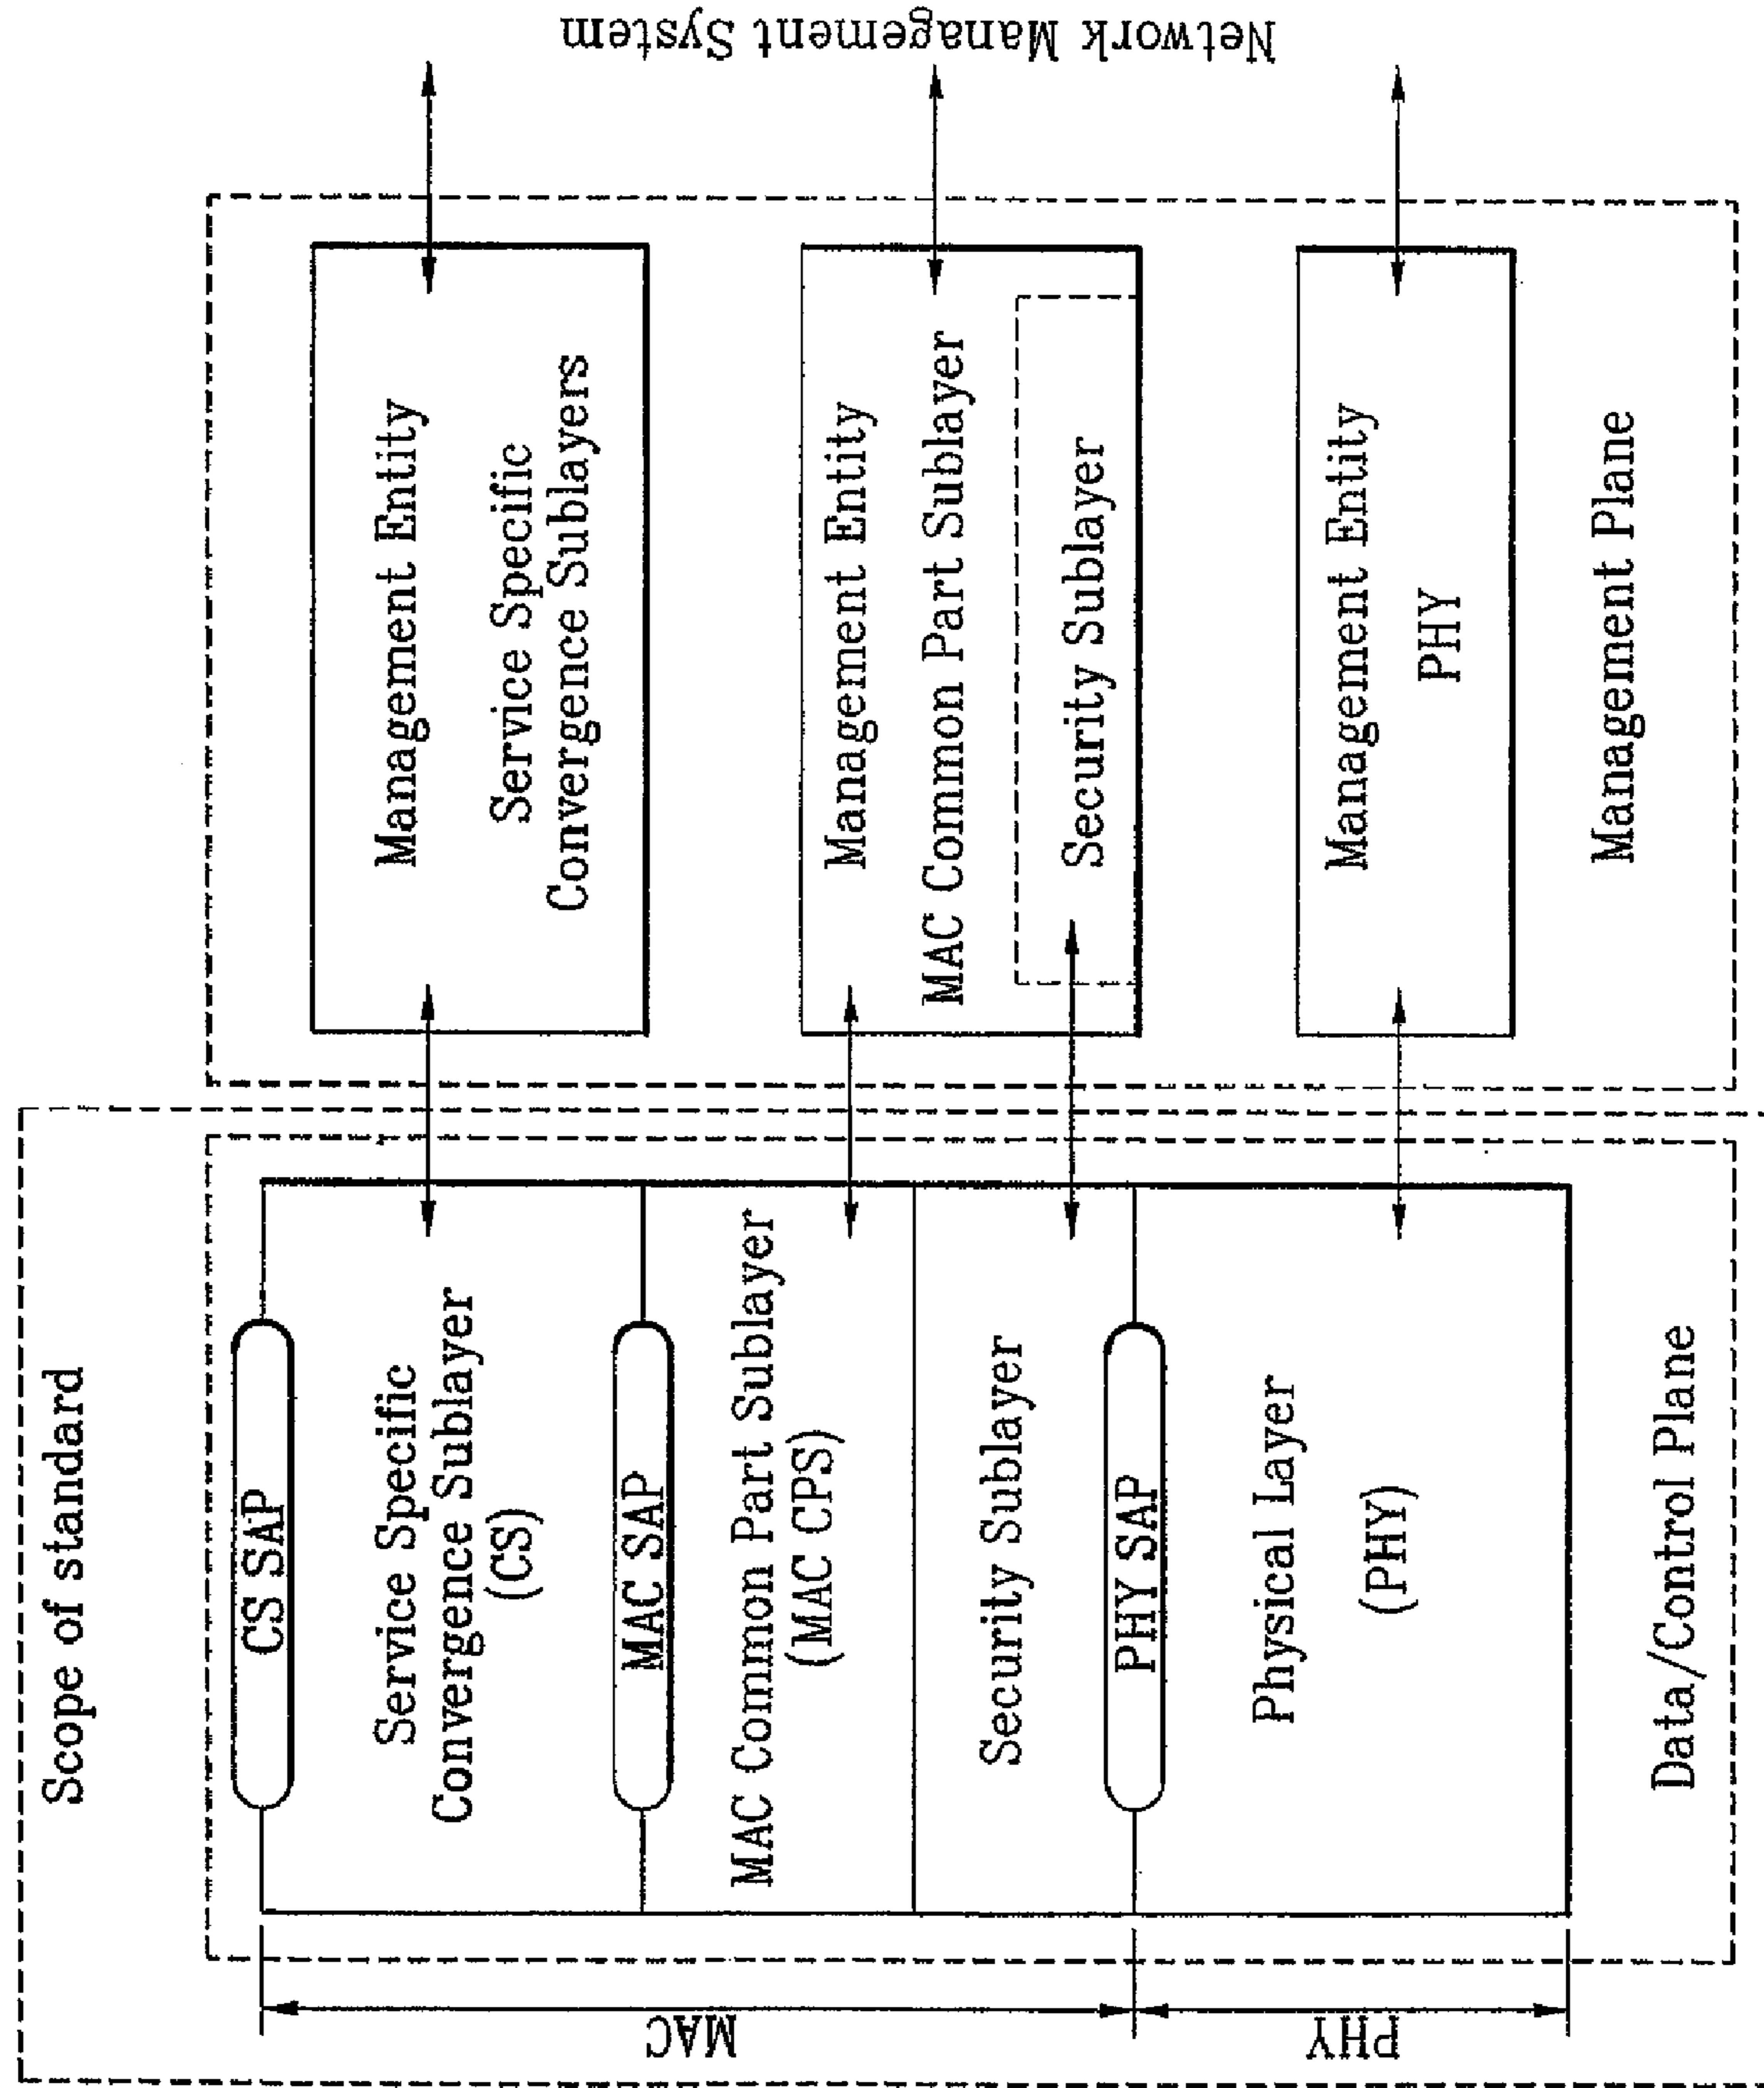 Scope of standard
CS SAP
Service Specific
Convergence Sublayer
(CS)
MAC SAP
MAC Common Part Sublayer
(MAC CPS)
Security Sublayer
PHY SAP
Physical Layer
(PHY)
Data/Control Plane
MAC
PHY
Management Entity
Service Specific
Convergence Sublayers
Management Entity
MAC Common Part Sublayer
Security Sublayer
Management Entity
PHY
Management Plane
Network Management System